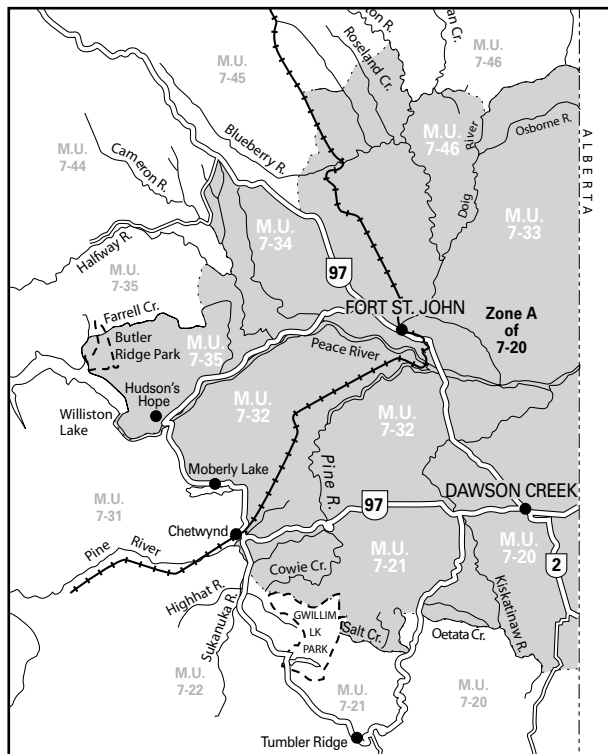 M.U.
7-45
ton R.
Roseland Cr.
an Cr.
M.U.
7-46
M.U.
7-44
Cameron R.
Blueberry R.
M.U.
7-46
River
Doig
Osborne R.
ALBERTA
Halfway R.
M.U.
7-34
M.U.
7-33
M.U.
7-35
97
Farrell Cr.
FORT ST. JOHN
Zone A
of
7-20
Butler
Ridge Park
M.U.
7-35
Peace River
Hudson's
Hope
Williston
Lake
M.U.
7-32
M.U.
7-32
Pine R.
Moberly Lake
M.U.
7-31
97
DAWSON CREEK
Chetwynd
Pine River
M.U.
7-21
M.U.
7-20
2
Cowie Cr.
Highhat R.
Sukanuka R.
Kiskatinaw R.
GWILLIM
LK
PARK
Salt Cr.
Oetata Cr.
M.U.
7-22
M.U.
7-21
M.U.
7-20
Tumbler Ridge